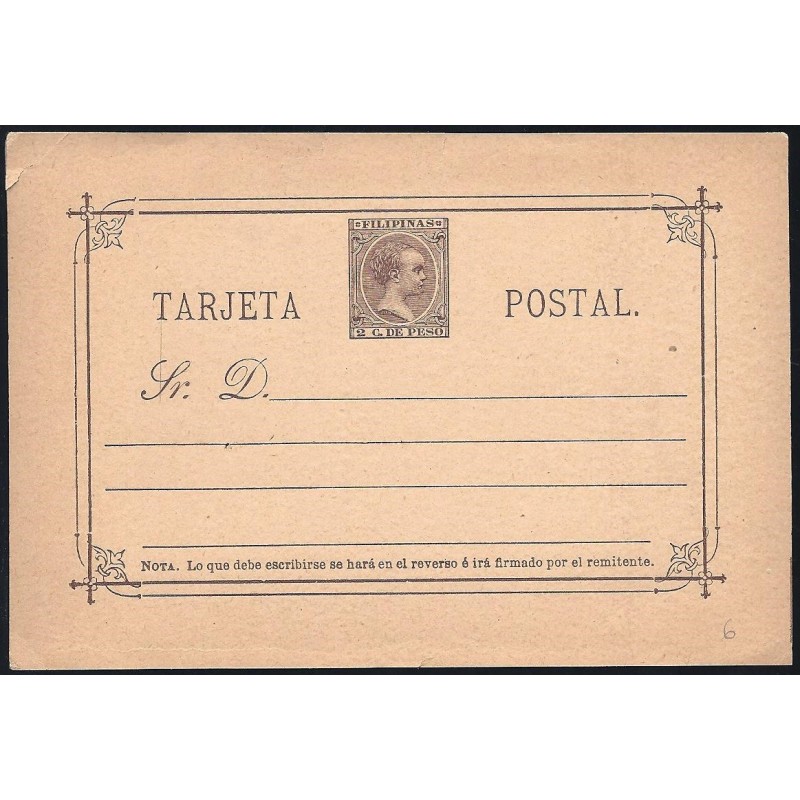 FILIPINAS
TARJETA POSTAL.
2 C. DE PESO
Sr. D.
NOTA. Lo que debe escribirse se hará en el reverso é irá firmado por el remitente.
6